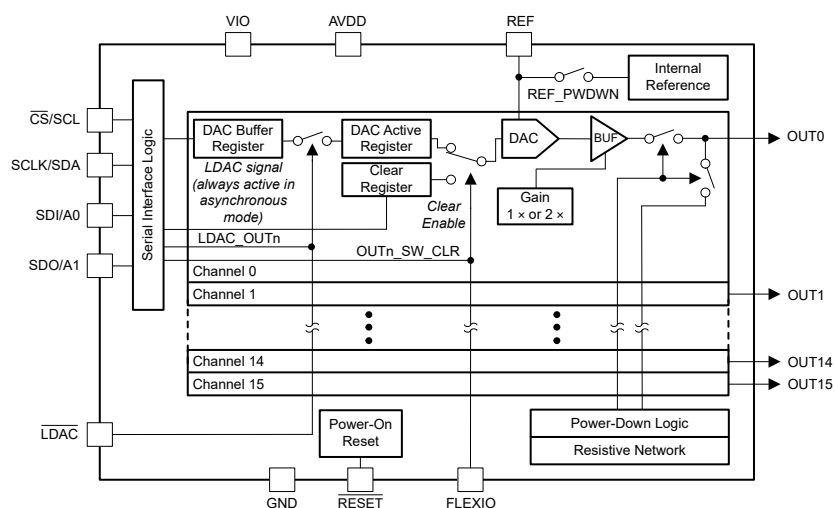 VIO
AVDD
REF
Internal
Reference
REF_PWDWN
CS/SCL
SCLK/SDA
SDI/A0
SDO/A1
Serial Interface Logic
DAC Buffer
Register
DAC Active
Register
DAC
BUF
OUT0
LDAC signal
(always active in
asynchronous
mode)
Clear
Register
Clear
Enable
Gain
1 × or 2 ×
LDAC_OUTn
OUTn_SW_CLR
Channel 0
Channel 1
OUT1
Channel 14
OUT14
Channel 15
OUT15
LDAC
Power-On
Reset
Power-Down Logic
Resistive Network
GND
RESET
FLEXIO